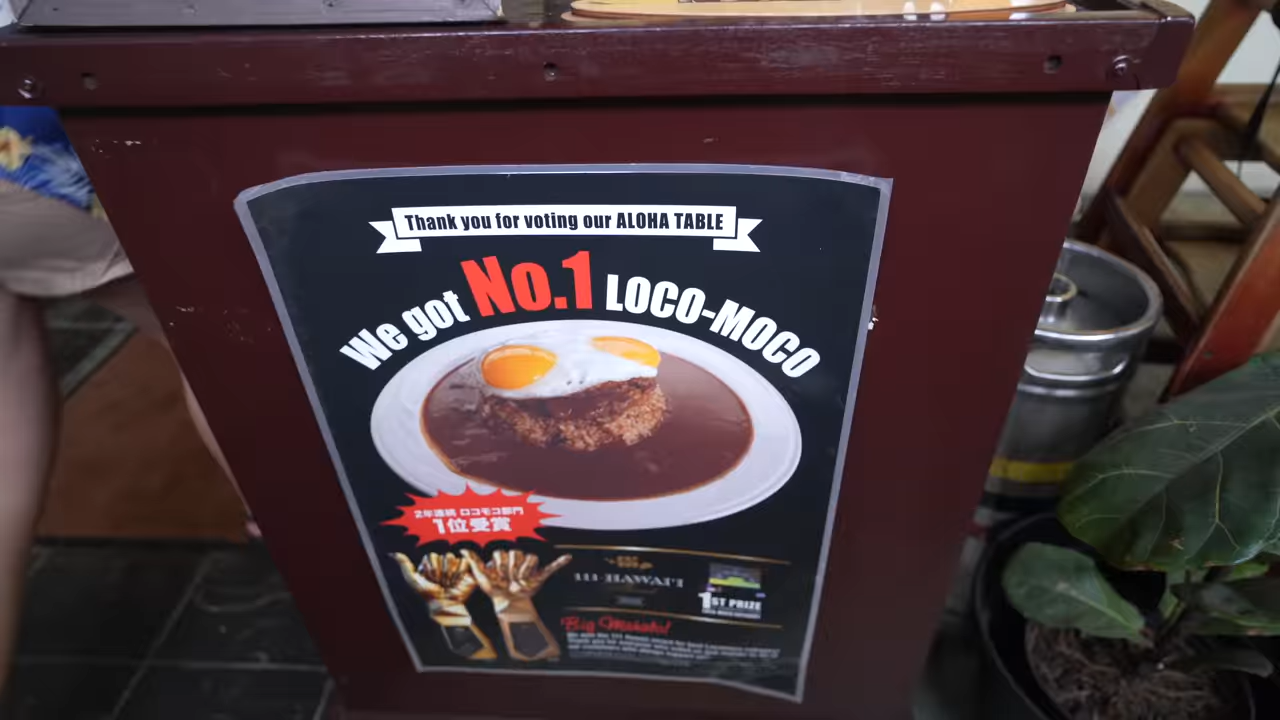 Thank you for voting our ALOHA TABLE
We got No.1 LOCO-MOCO
2年連続 ロコモコ部門
1位受賞
111-HAWAI'I
1ST PRIZE
Big Mahalo!